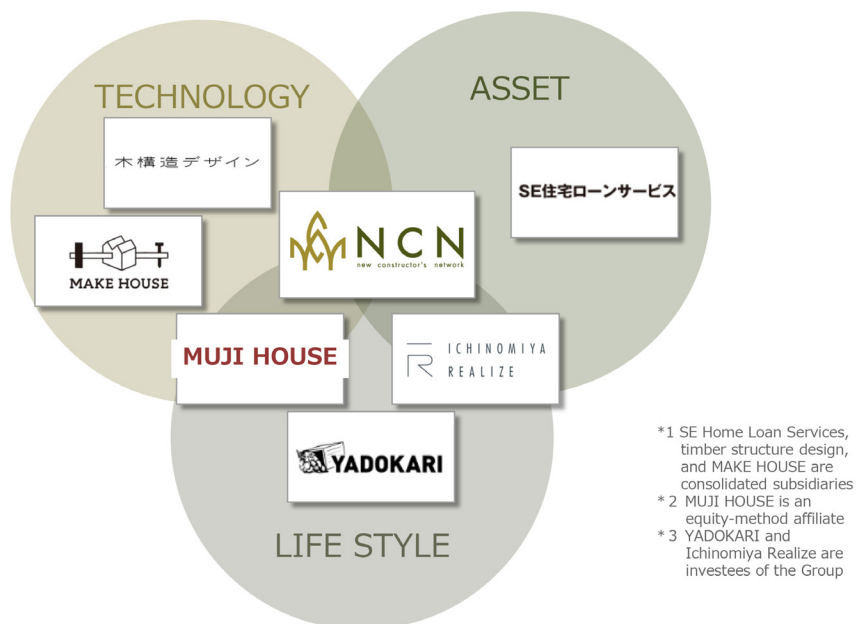 TECHNOLOGY
ASSET
木構造デザイン
SE住宅ローンサービス
MAKE HOUSE
NCN
new constructor's network
MUJI HOUSE
ICHINOMIYA
REALIZE
YADOKARI
LIFE STYLE
*1 SE Home Loan Services,
timber structure design,
and MAKE HOUSE are
consolidated subsidiaries
*2 MUJI HOUSE is an
equity-method affiliate
*3 YADOKARI and
Ichinomiya Realize are
investees of the Group